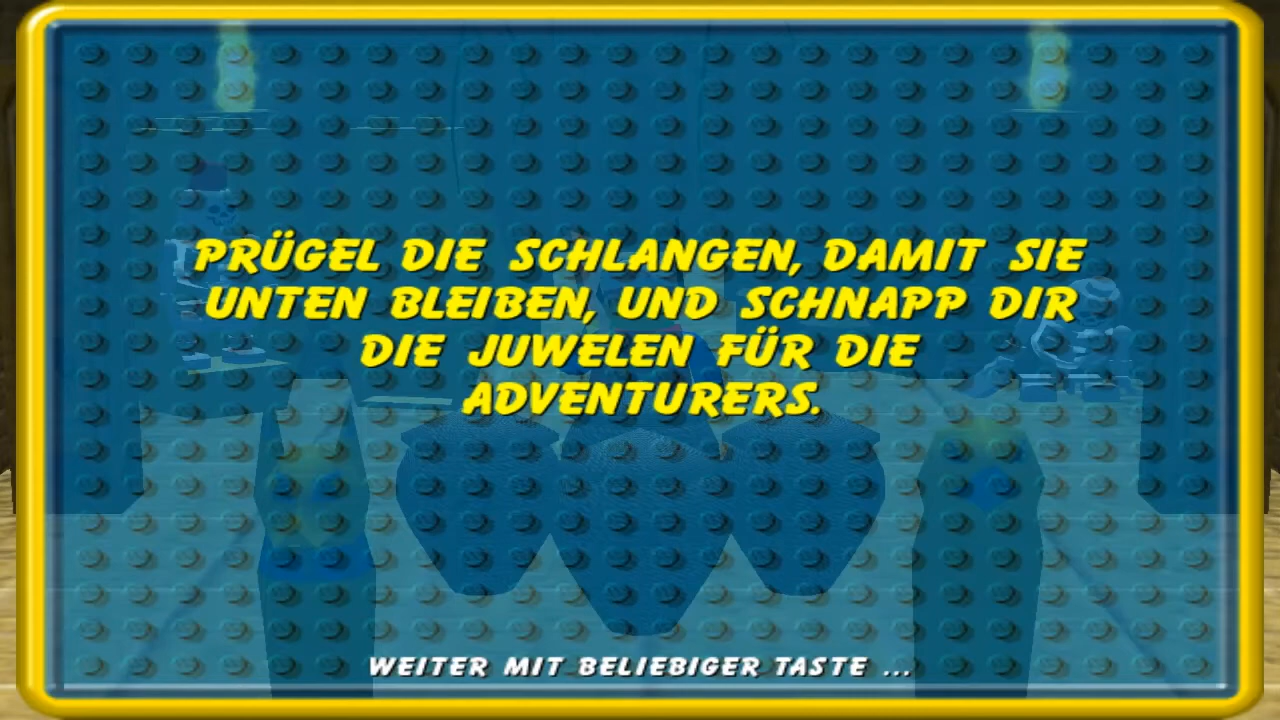 PRÜGEL DIE SCHLANGEN, DAMIT SIE
UNTEN BLEIBEN, UND SCHNAPP DIR
DIE JUWELEN FÜR DIE
ADVENTURERS.
WEITER MIT BELIEBIGER TASTE ...